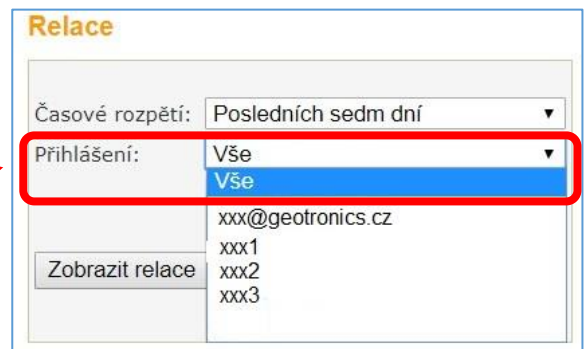 Relace
Časové rozpětí: Posledních sedm dní
Přihlášení: Vše
Vše
xxx@geotronics.cz
xxx1
Zobrazit relace xxx2
xxx3